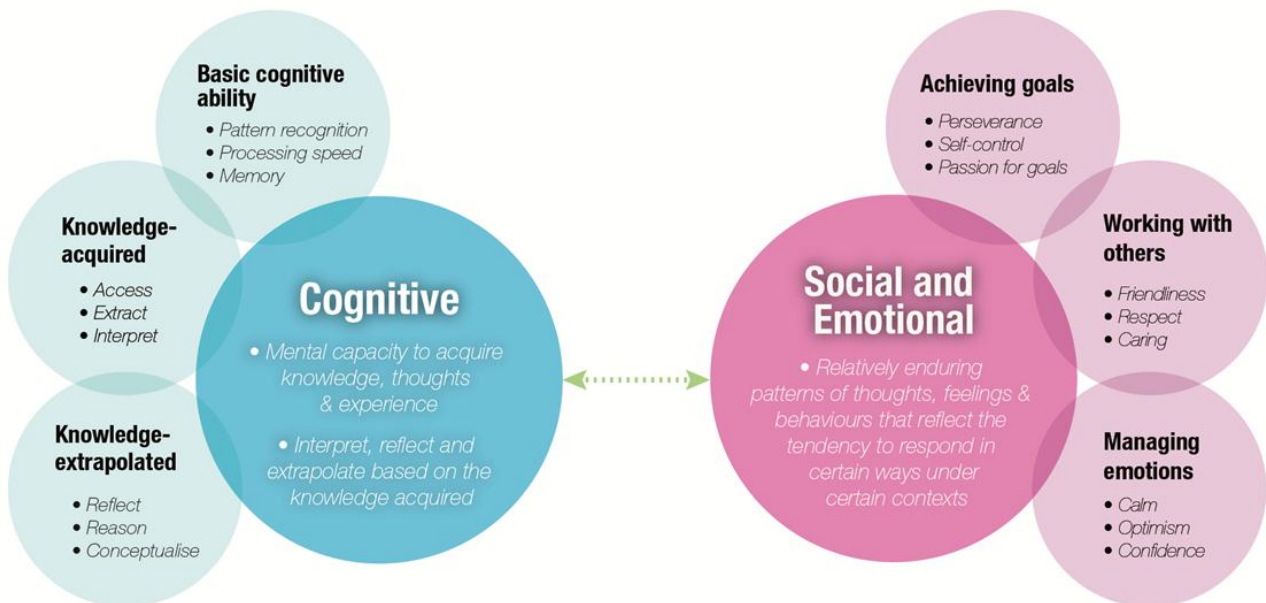 Basic cognitive
ability
• Pattern recognition
• Processing speed
• Memory
Knowledge-
acquired
• Access
• Extract
• Interpret
Knowledge-
extrapolated
• Reflect
• Reason
• Conceptualise
Cognitive
• Mental capacity to acquire
knowledge, thoughts
& experience
• Interpret, reflect and
extrapolate based on the
knowledge acquired
Social and
Emotional
• Relatively enduring
patterns of thoughts, feelings &
behaviours that reflect the
tendency to respond in
certain ways under
certain contexts
Achieving goals
• Perseverance
• Self-control
• Passion for goals
Working with
others
• Friendliness
• Respect
• Caring
Managing
emotions
• Calm
• Optimism
• Confidence